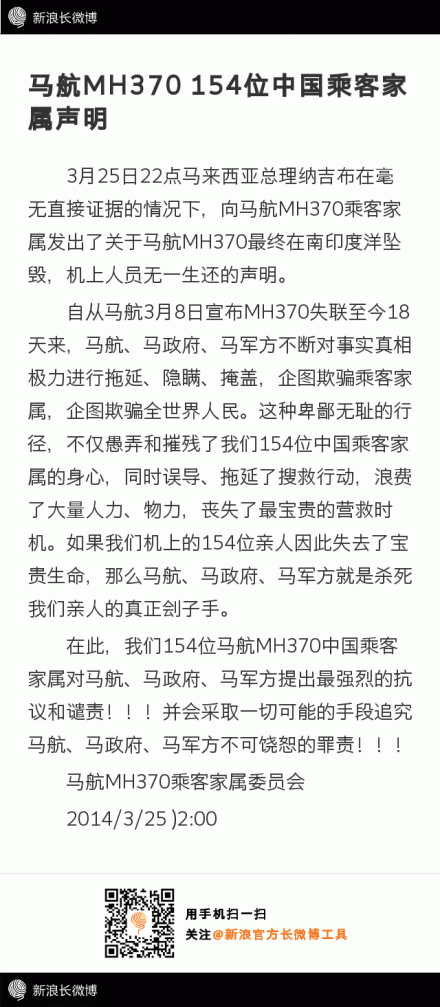 新浪长微博
马航MH370 154位中国乘客家
属声明
3月25日22点马来西亚总理纳吉布在毫
无直接证据的情况下，向马航MH370乘客家
属发出了关于马航MH370最终在南印度洋坠
毁，机上人员无一生还的声明。
自从马航3月8日宣布MH370失联至今18
天来，马航、马政府、马军方不断对事实真相
极力进行拖延、隐瞒、掩盖，企图欺骗乘客家
属，企图欺骗全世界人民。这种卑鄙无耻的行
径，不仅愚弄和摧残了我们154位中国乘客家
属的身心，同时误导、拖延了搜救行动，浪费
了大量人力、物力，丧失了最宝贵的营救时
机。如果我们机上的154位亲人因此失去了宝
贵生命，那么马航、马政府、马军方就是杀死
我们亲人的真正刽子手。
在此，我们154位马航MH370中国乘客
家属对马航、马政府、马军方提出最强烈的抗
议和谴责！！！并会采取一切可能的手段追究
马航、马政府、马军方不可饶恕的罪责！！！
马航MH370乘客家属委员会
2014/3/25 )2:00
用手机扫一扫
关注@新浪官方长微博工具
新浪长微博